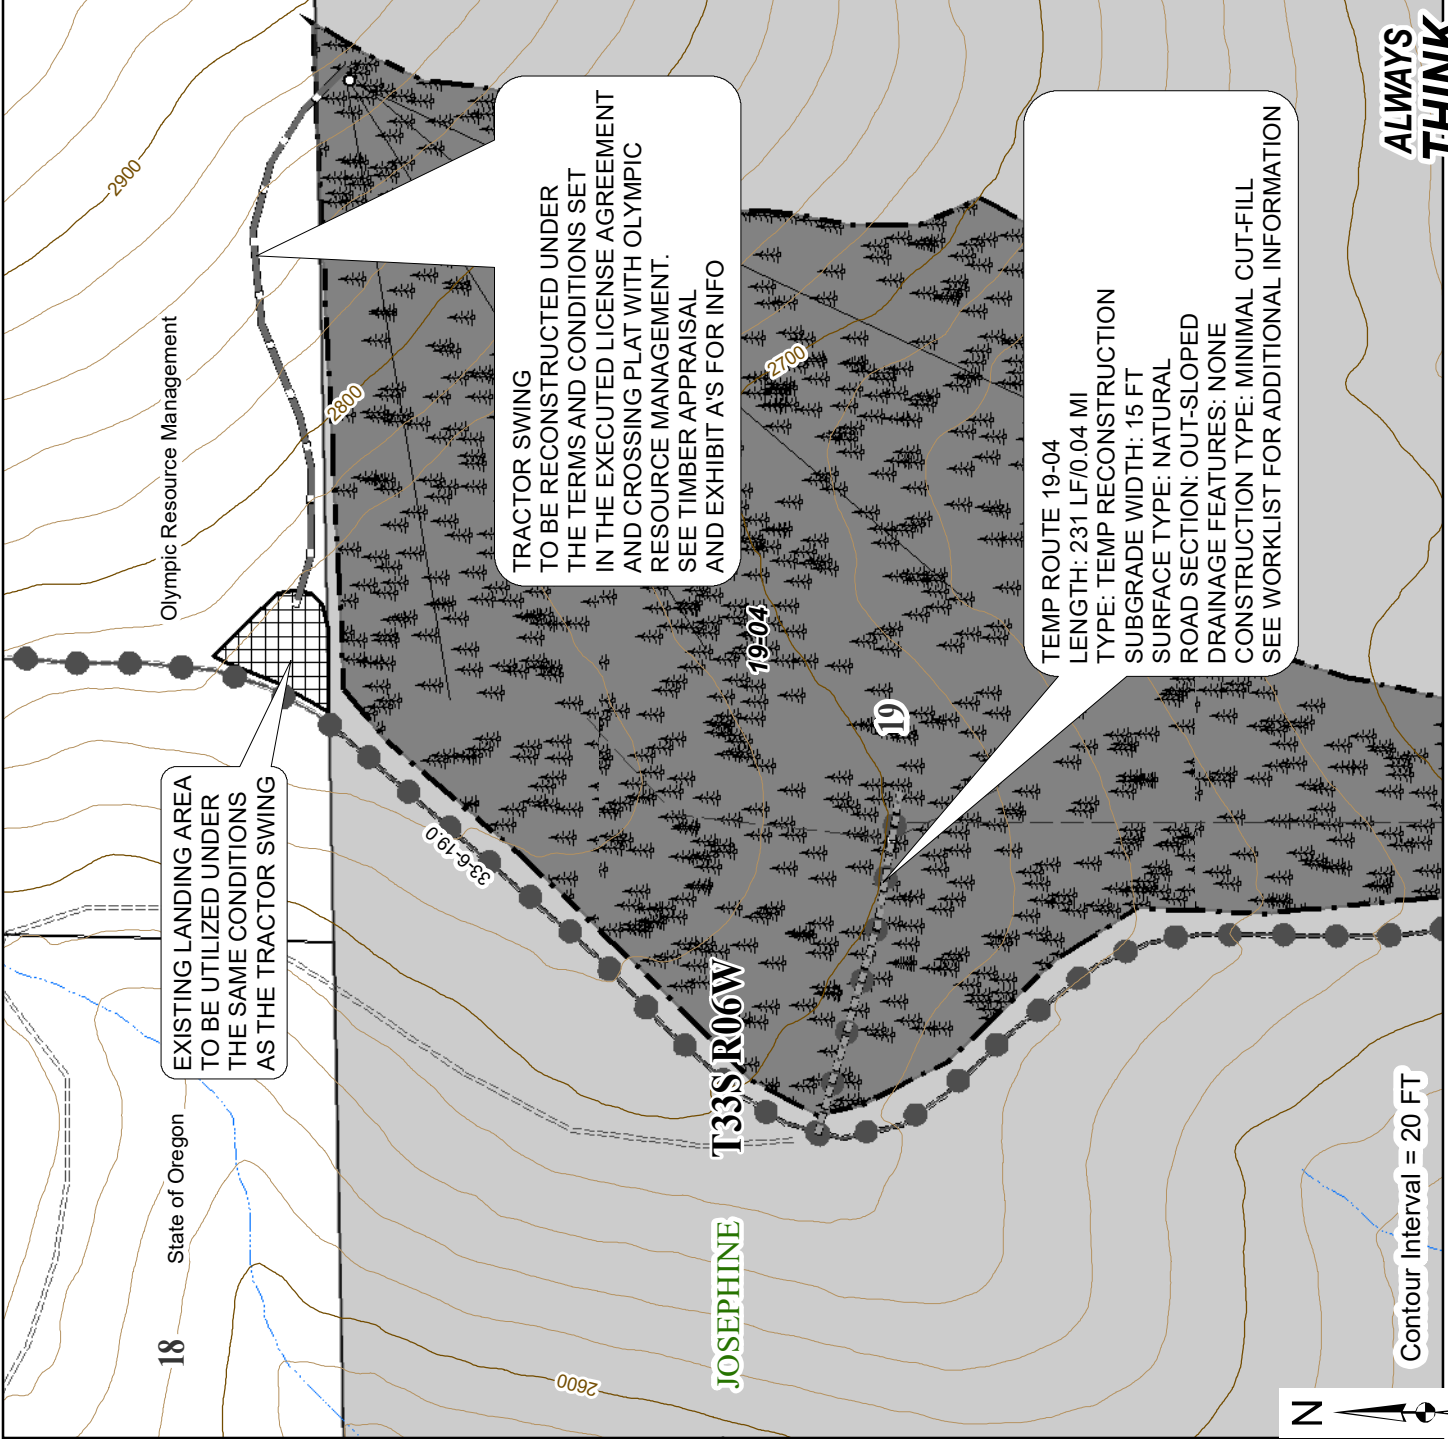 Olympic Resource Management
State of Oregon
18
EXISTING LANDING AREA
TO BE UTILIZED UNDER
THE SAME CONDITIONS
AS THE TRACTOR SWING
2900
2800
33-6-19.0
TRACTOR SWING
TO BE RECONSTRUCTED UNDER
THE TERMS AND CONDITIONS SET
IN THE EXECUTED LICENSE AGREEMENT
AND CROSSING PLAT WITH OLYMPIC
RESOURCE MANAGEMENT.
SEE TIMBER APPRAISAL
AND EXHIBIT A'S FOR INFO
2600
JOSEPHINE
T33S R06W
19-04
2700
19
TEMP ROUTE 19-04
LENGTH: 231 LF/0.04 MI
TYPE: TEMP RECONSTRUCTION
SUBGRADE WIDTH: 15 FT
SURFACE TYPE: NATURAL
ROAD SECTION: OUT-SLOPED
DRAINAGE FEATURES: NONE
CONSTRUCTION TYPE: MINIMAL CUT-FILL
SEE WORKLIST FOR ADDITIONAL INFORMATION
N
Contour Interval = 20 FT
ALWAYS
THINK